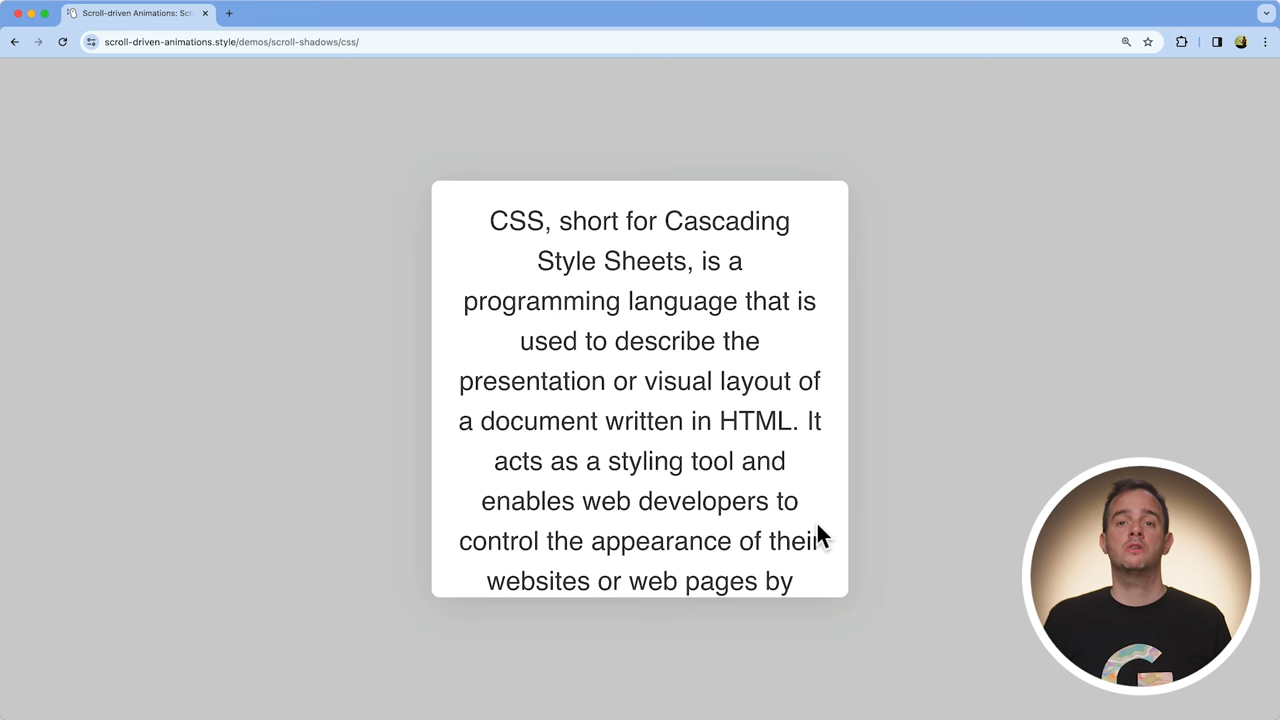 Scroll-driven Animations: Scr
scroll-driven-animations.style/demos/scroll-shadows/css/
CSS, short for Cascading
Style Sheets, is a
programming language that is
used to describe the
presentation or visual layout of
a document written in HTML. It
acts as a styling tool and
enables web developers to
control the appearance of their
websites or web pages by
G